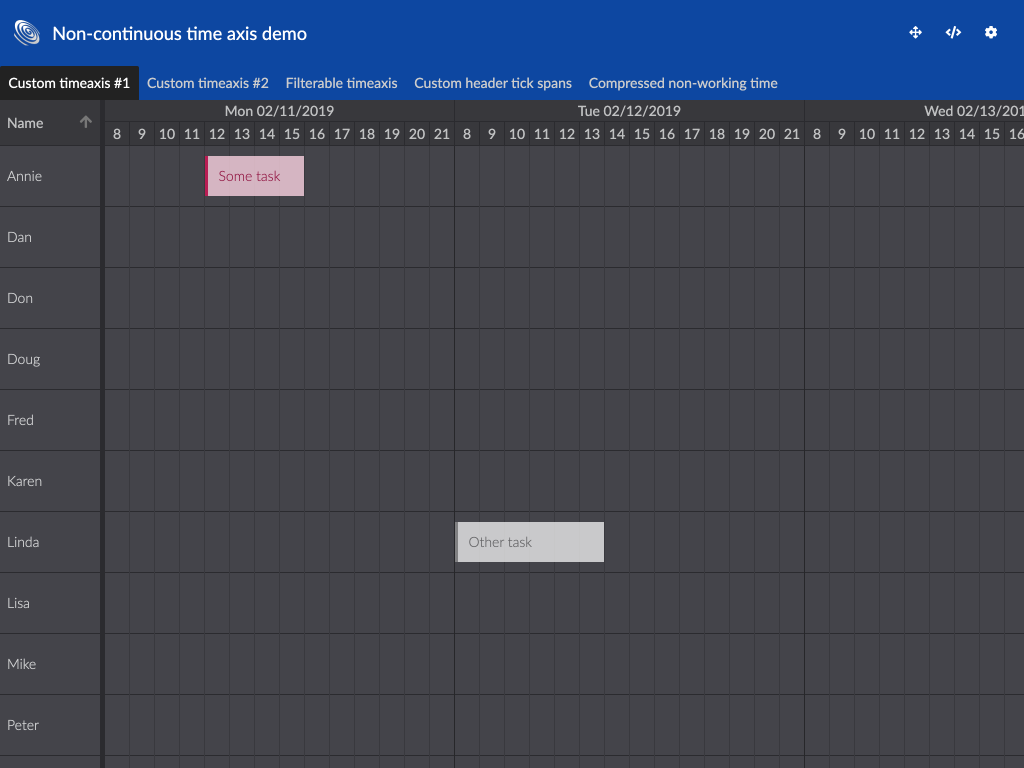 Non-continuous time axis demo
Custom timeaxis #1 Custom timeaxis #2 Filterable timeaxis Custom header tick spans Compressed non-working time
Name
Mon 02/11/2019 Tue 02/12/2019 Wed 02/13/201
8 9 10 11 12 13 14 15 16 17 18 19 20 21 8 9 10 11 12 13 14 15 16 17 18 19 20 21 8 9 10 11 12 13 14 15 16
Annie Some task
Dan
Don
Doug
Fred
Karen
Linda Other task
Lisa
Mike
Peter